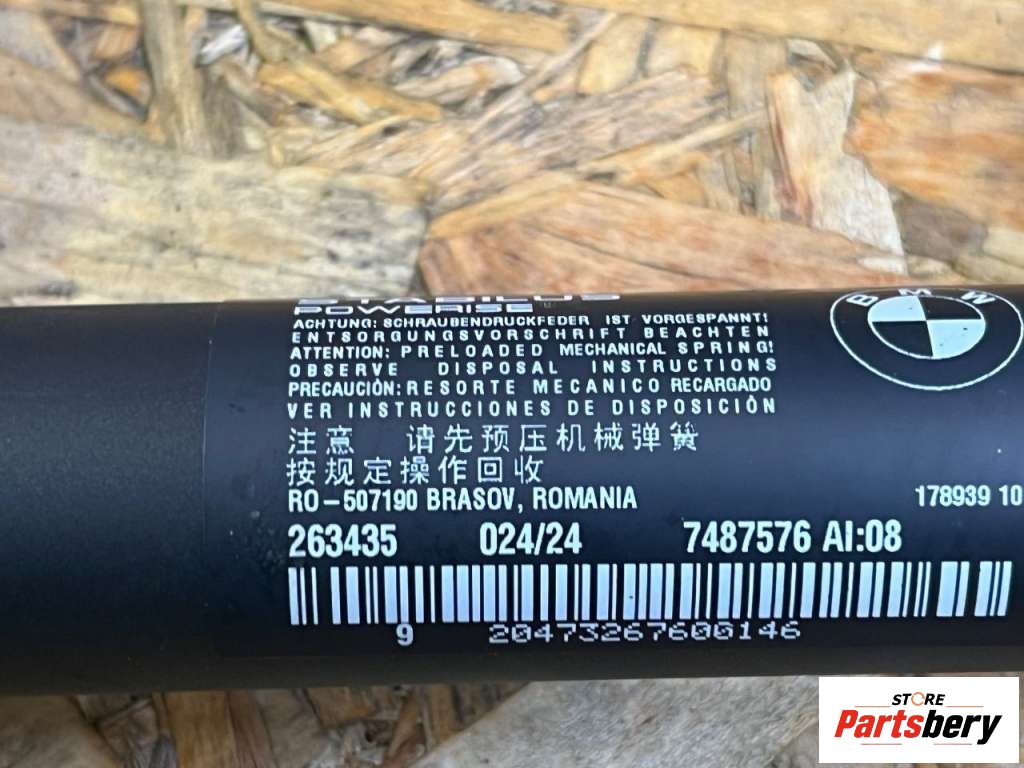 STABILUS
POWERISE
BMW
ACHTUNG: SCHRAUBENDRUCKFEDER IST VORGESPANNT!
ENTSORGUNGSVORSCHRIFT BEACHTEN
ATTENTION: PRELOADED MECHANICAL SPRING!
OBSERVE DISPOSAL INSTRUCTIONS
PRECAUCIÓN: RESORTE MECANICO RECARGADO
VER INSTRUCCIONES DE DISPOSICIÓN
注意 请先预压机械弹簧
按规定操作回收
RO-507190 BRASOV, ROMANIA
178939 10
263435 024/24 7487576 AI:08
9 20473267600146
STORE
Partsbery